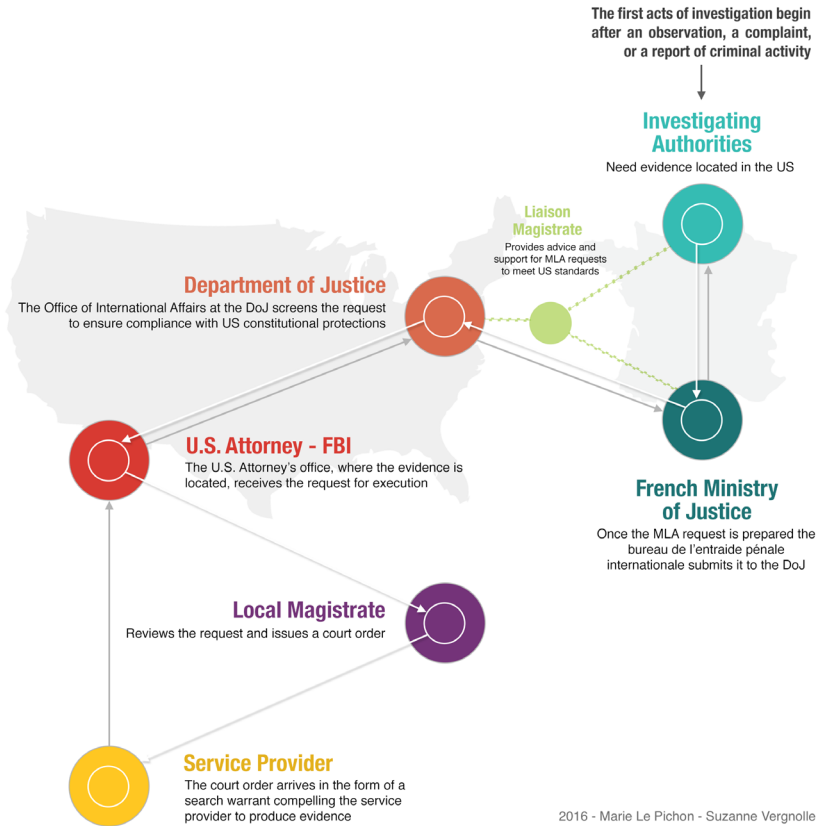 The first acts of investigation begin
after an observation, a complaint,
or a report of criminal activity
Investigating
Authorities
Need evidence located in the US
Liaison
Magistrate
Provides advice and
support for MLA requests
to meet US standards
Department of Justice
The Office of International Affairs at the DoJ screens the request
to ensure compliance with US constitutional protections
U.S. Attorney - FBI
The U.S. Attorney's office, where the evidence is
located, receives the request for execution
French Ministry
of Justice
Once the MLA request is prepared the
bureau de l'entraide pénale
internationale submits it to the DoJ
Local Magistrate
Reviews the request and issues a court order
Service Provider
The court order arrives in the form of a
search warrant compelling the service
provider to produce evidence
2016 - Marie Le Pichon - Suzanne Vergnolle